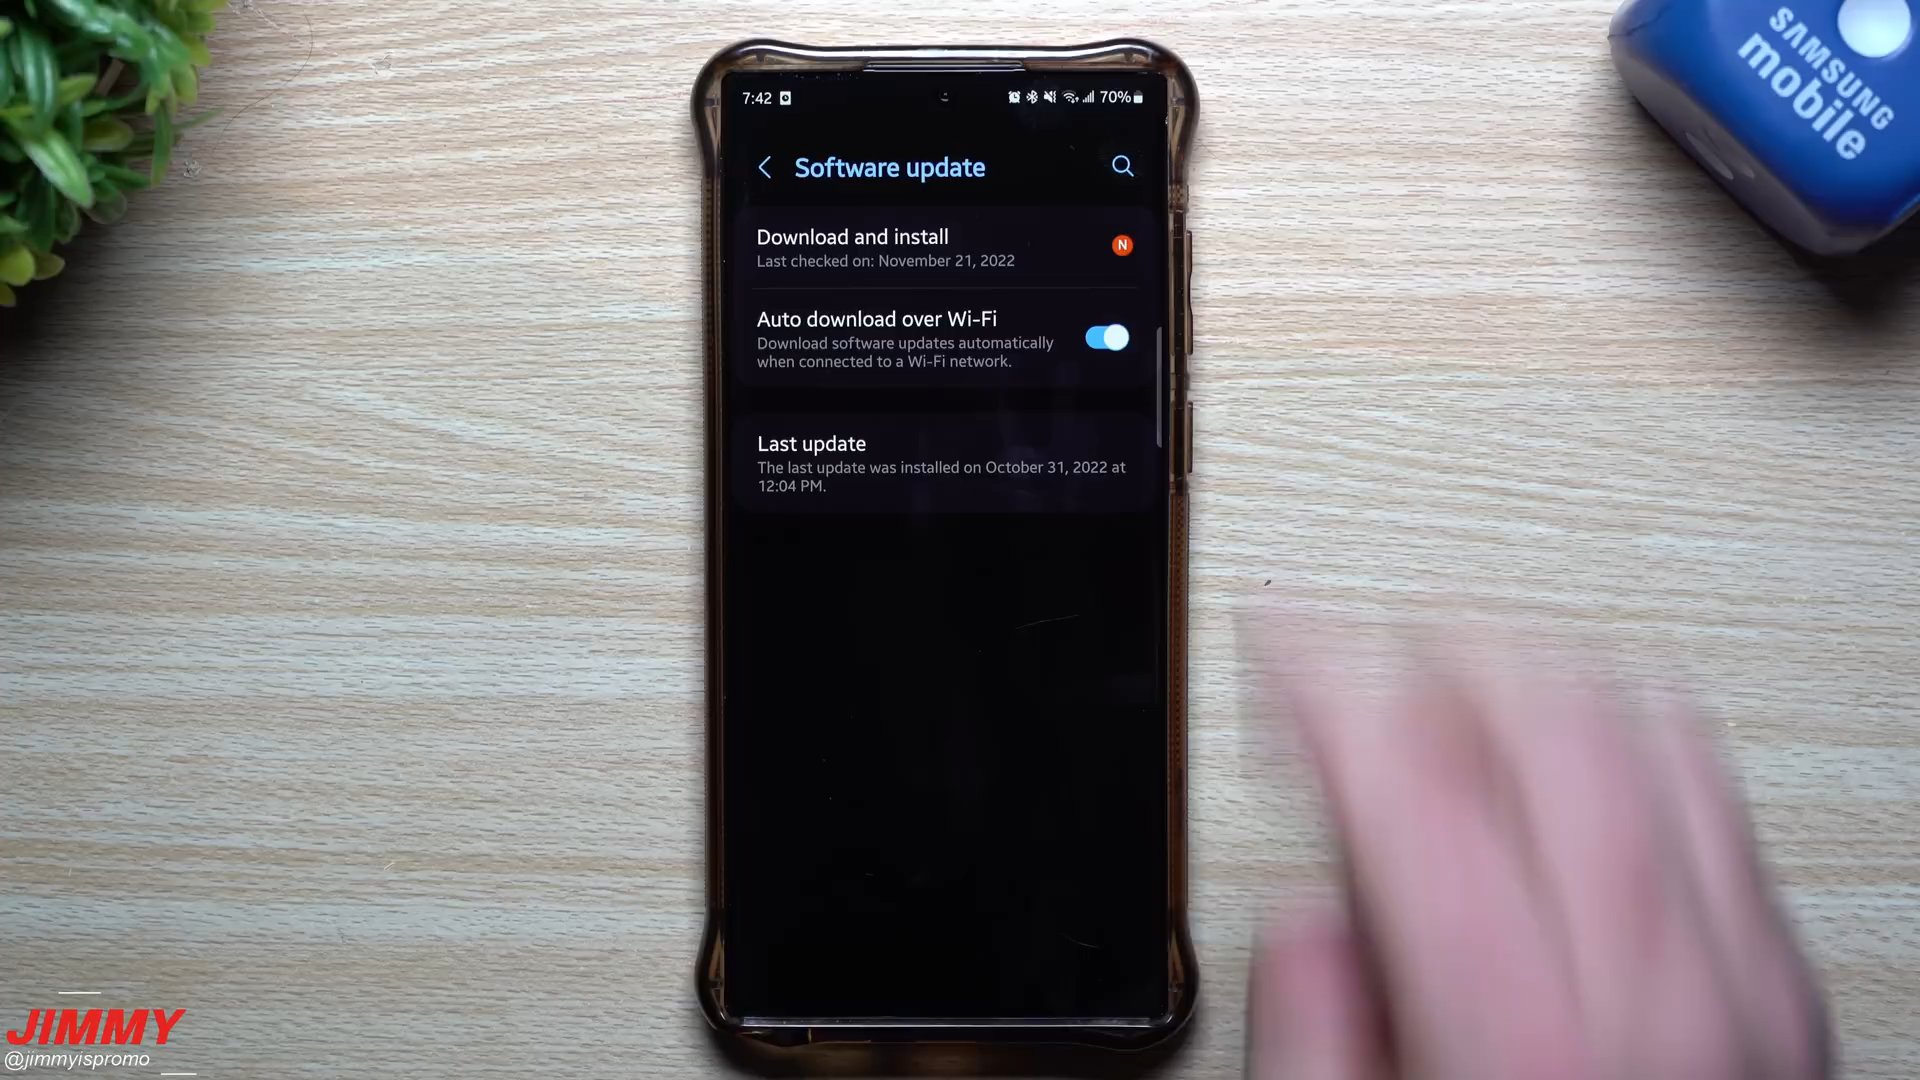 SAMSUNG
mobile
7:42
70%
Software update
Download and install
N
Last checked on: November 21, 2022
Auto download over Wi-Fi
Download software updates automatically
when connected to a Wi-Fi network.
Last update
The last update was installed on October 31, 2022 at
12:04 PM.
JIMMY
@jimmyispromo